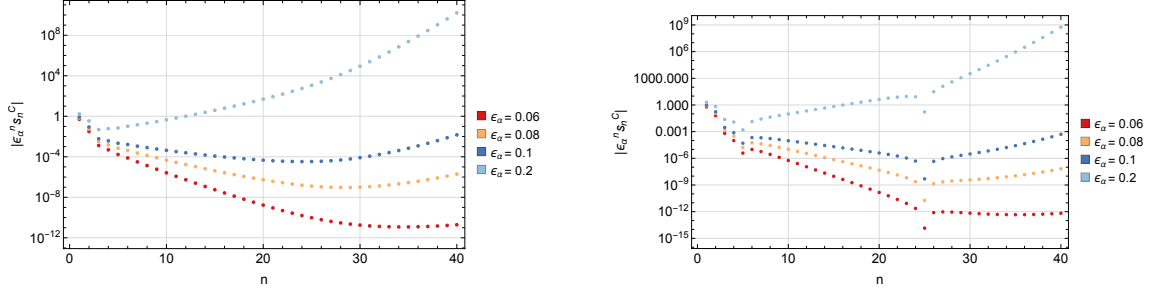 |ϵ_α^n s_n^C|
10^10
10^4
1
10^-4
10^-8
10^-12
0
10
20
30
40
n
ϵ_α = 0.06
ϵ_α = 0.08
ϵ_α = 0.1
ϵ_α = 0.2
|ϵ_α^n s_n^C|
10^9
10^6
1000.000
1.000
0.001
10^-6
10^-9
10^-12
10^-15
0
10
20
30
40
n
ϵ_α = 0.06
ϵ_α = 0.08
ϵ_α = 0.1
ϵ_α = 0.2